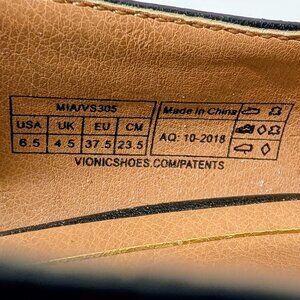 MIA/VS305
USA UK EU CM
6.5 4.5 37.5 23.5
Made in China
AQ: 10-2018
VIONICSHOES.COM/PATENTS